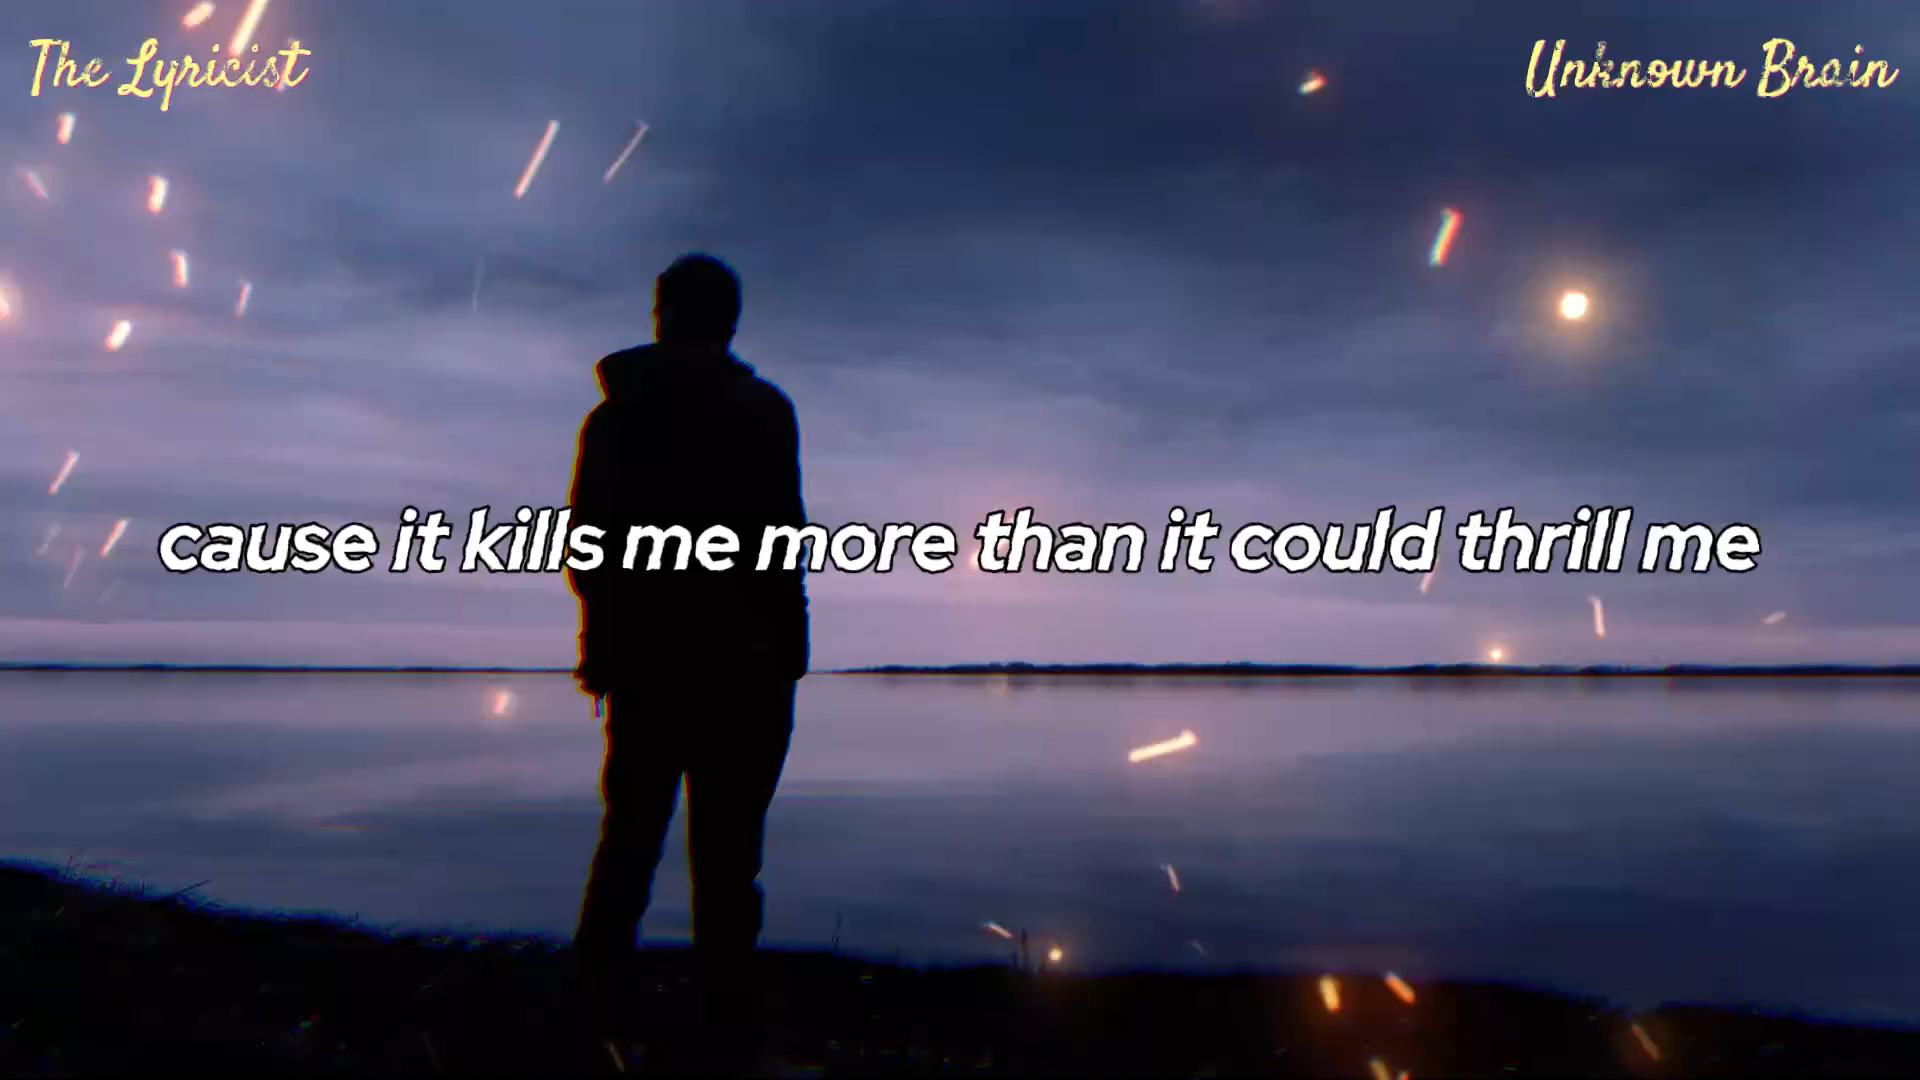 The Lyricist
Unknown Brain
cause it kills me more than it could thrill me